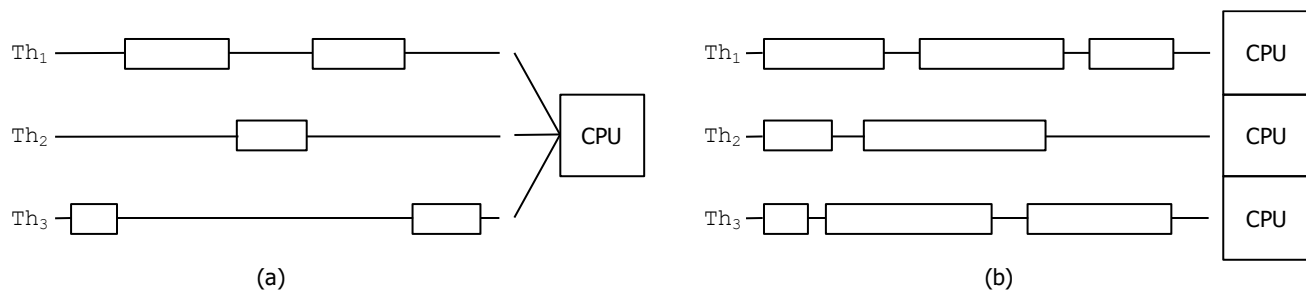 Th₁
Th₂
Th₃
CPU
(a)
Th₁
Th₂
Th₃
CPU
CPU
CPU
(b)